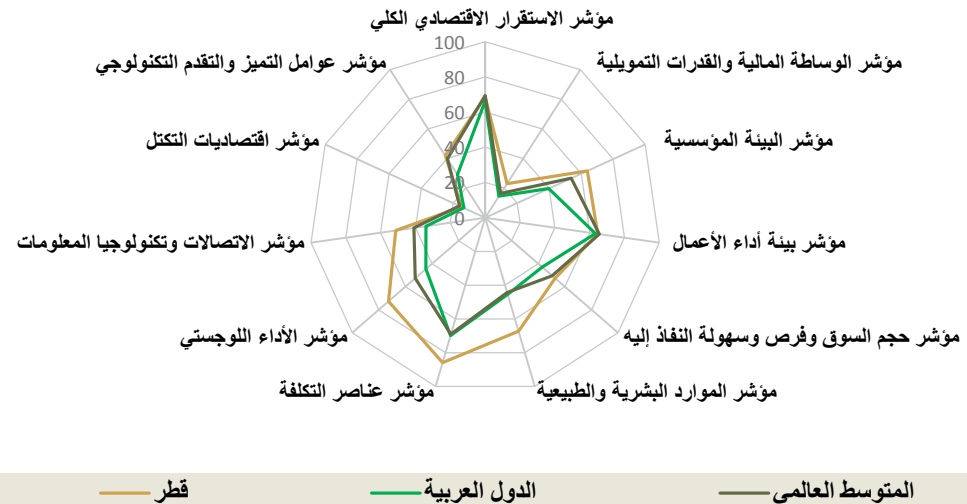 مؤشر الاستقرار الاقتصادي الكلي
مؤشر الوساطة المالية والقدرات التمويلية
مؤشر البيئة المؤسسية
مؤشر بيئة أداء الأعمال
مؤشر حجم السوق وفرص وسهولة النفاذ إليه
مؤشر الموارد البشرية والطبيعية
مؤشر عناصر التكلفة
مؤشر الأداء اللوجستي
مؤشر الاتصالات وتكنولوجيا المعلومات
مؤشر اقتصاديات التكتل
مؤشر عوامل التميز والتقدم التكنولوجي
100
80
60
40
20
0
المتوسط العالمي
الدول العربية
قطر